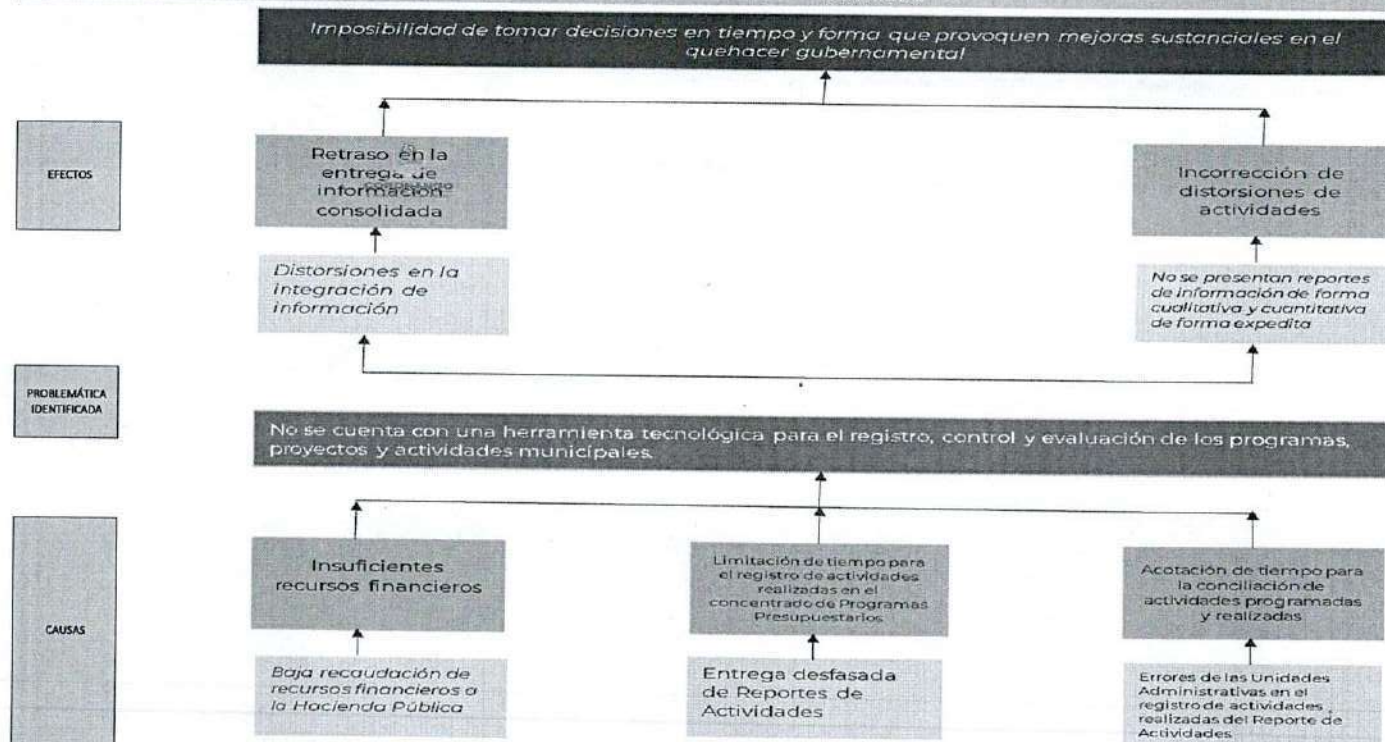 Imposibilidad de tomar decisiones en tiempo y forma que provoquen mejoras sustanciales en el
quehacer gubernamental
EFECTOS
Retraso en la
entrega de
información
consolidada
Incorrección de
distorsiones de
actividades
Distorsiones en la
integración de
información
No se presentan reportes
de información de forma
cualitativa y cuantitativa
de forma expedita
PROBLEMÁTICA
IDENTIFICADA
No se cuenta con una herramienta tecnológica para el registro, control y evaluación de los programas,
proyectos y actividades municipales.
CAUSAS
Insuficientes
recursos financieros
Limitación de tiempo para
el registro de actividades
realizadas en el
concentrado de Programas
Presupuestarios
Acotación de tiempo para
la conciliación de
actividades programadas
y realizadas
Baja recaudación de
recursos financieros a
la Hacienda Pública
Entrega desfasada
de Reportes de
Actividades
Errores de las Unidades
Administrativas en el
registro de actividades
realizadas del Reporte de
Actividades